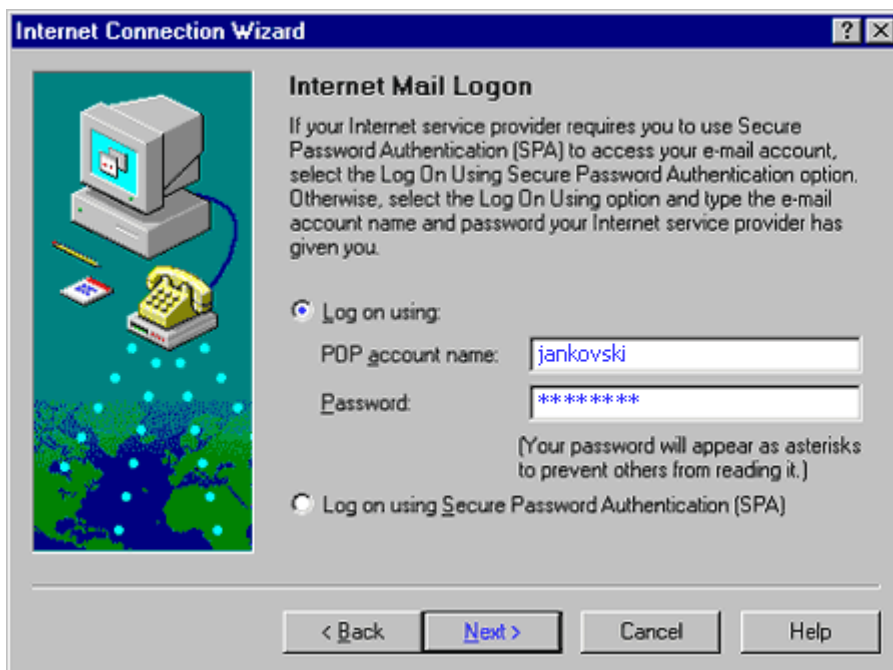 Internet Connection Wizard
Internet Mail Logon
If your Internet service provider requires you to use Secure
Password Authentication (SPA) to access your e-mail account,
select the Log On Using Secure Password Authentication option.
Otherwise, select the Log On Using option and type the e-mail
account name and password your Internet service provider has
given you.
Log on using:
POP account name: jankovski
Password: ********
(Your password will appear as asterisks
to prevent others from reading it.)
Log on using Secure Password Authentication (SPA)
< Back Next > Cancel Help